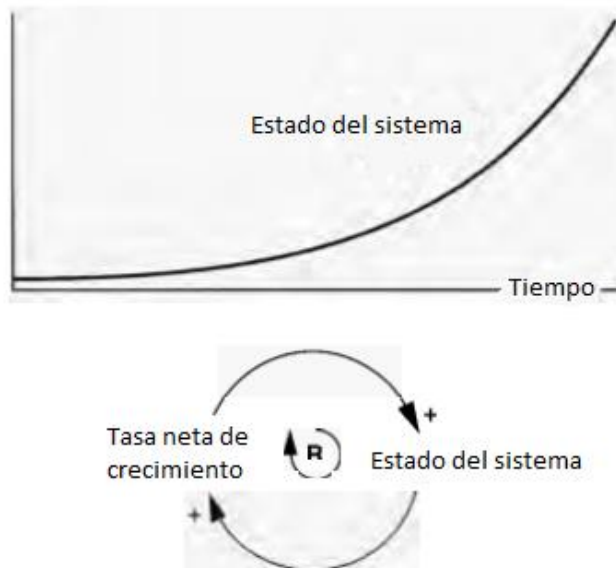 Estado del sistema
Tiempo
+
Tasa neta de
crecimiento
R
Estado del sistema
+